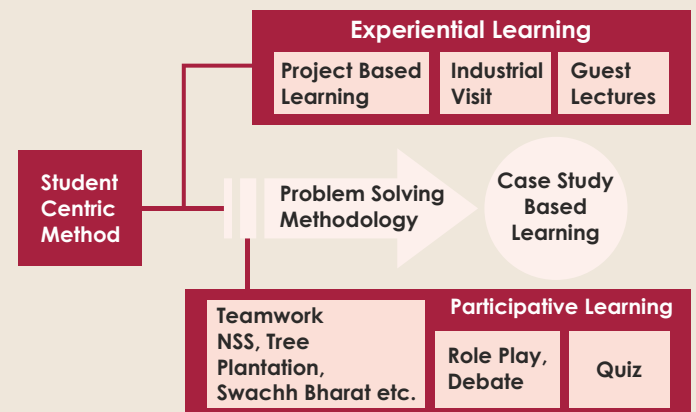 Experiential Learning
Project Based
Learning
Industrial
Visit
Guest
Lectures
Student
Centric
Method
Problem Solving
Methodology
Case Study
Based
Learning
Participative Learning
Teamwork
NSS, Tree
Plantation,
Swachh Bharat etc.
Role Play,
Debate
Quiz